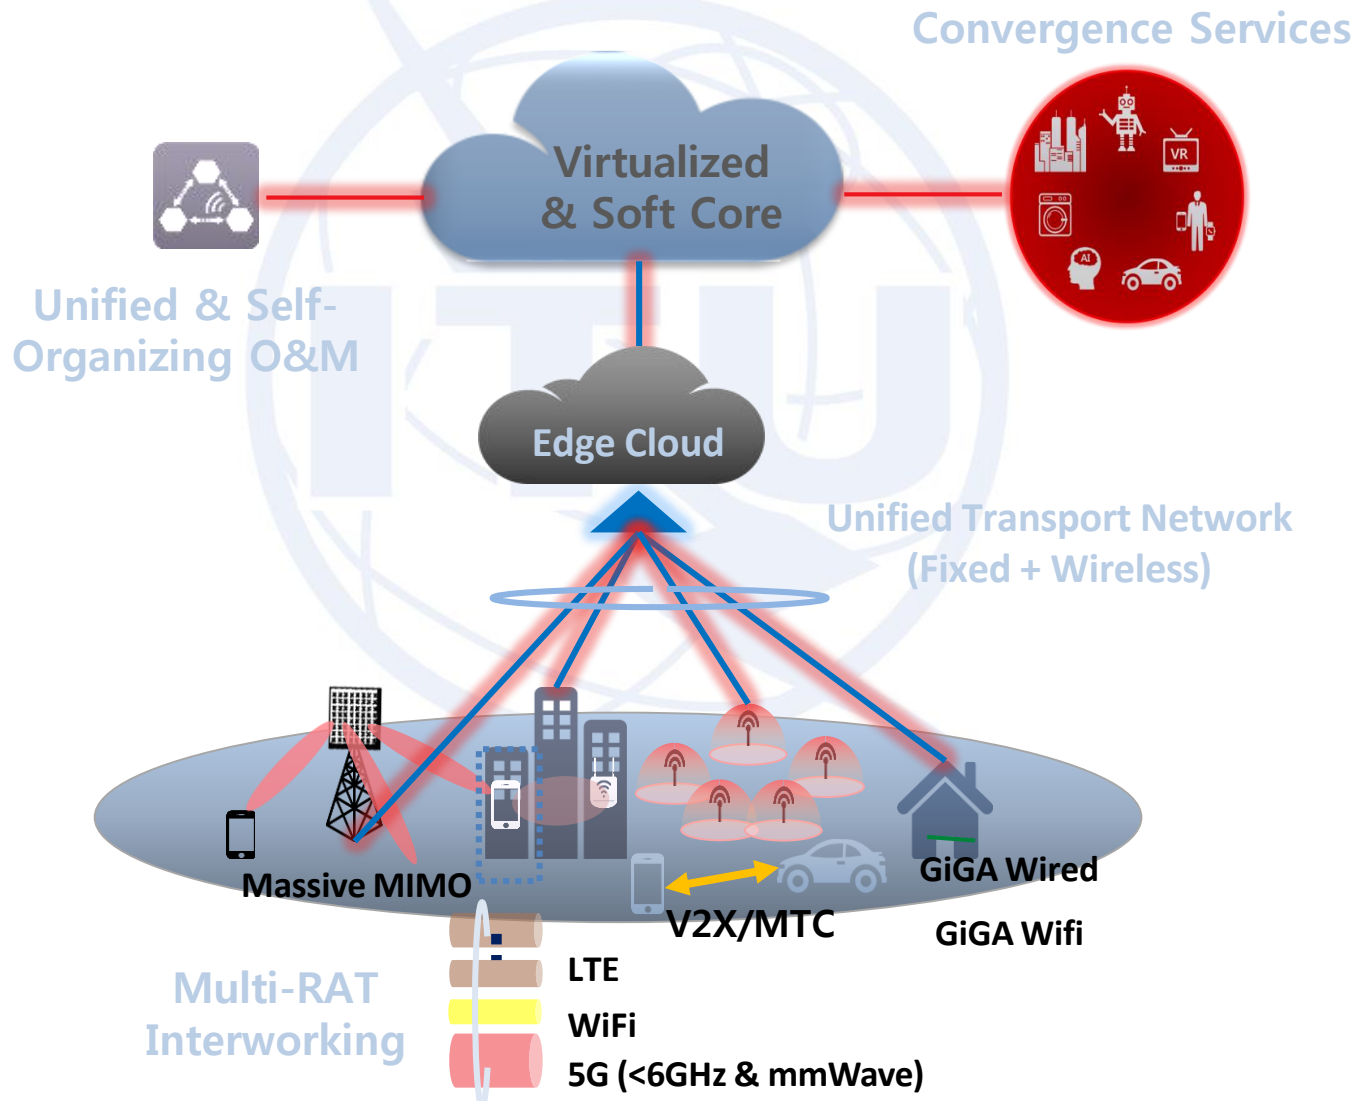 Convergence Services
Virtualized
& Soft Core
VR
AI
Unified & Self-
Organizing O&M
ITU
Edge Cloud
Unified Transport Network
(Fixed + Wireless)
Massive MIMO
GiGA Wired
V2X/MTC
GiGA Wifi
Multi-RAT
Interworking
LTE
WiFi
5G (<6GHz & mmWave)